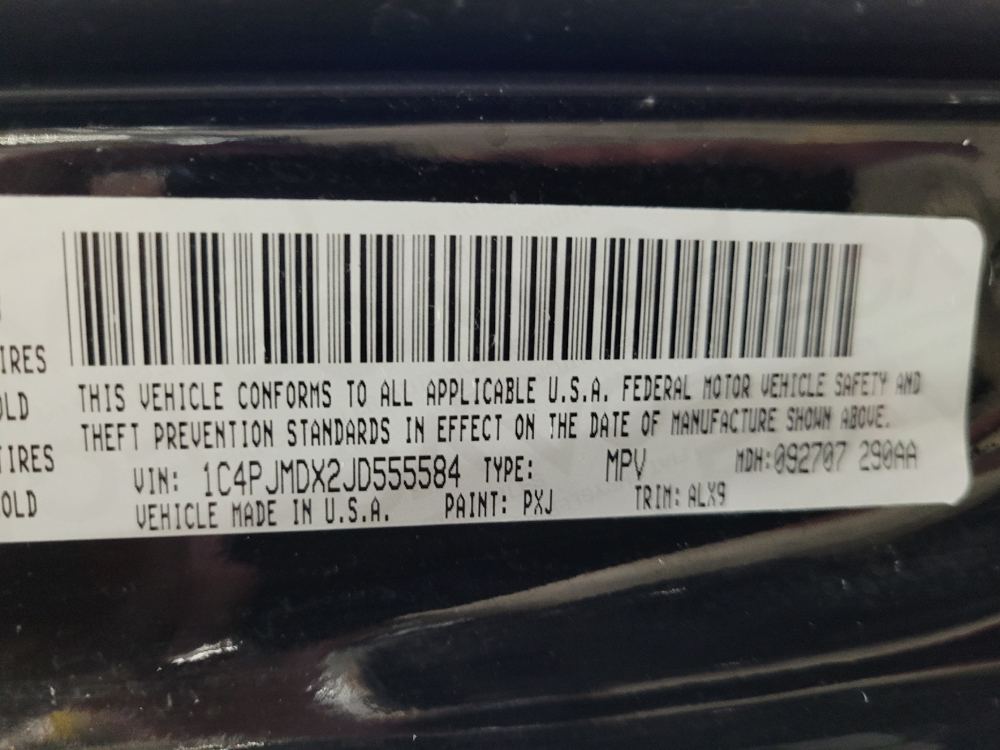 IRES
OLD
TIRES
OLD
THIS VEHICLE CONFORMS TO ALL APPLICABLE U.S.A. FEDERAL MOTOR VEHICLE SAFETY AND
THEFT PREVENTION STANDARDS IN EFFECT ON THE DATE OF MANUFACTURE SHOWN ABOVE.
VIN: 1C4PJMDX2JD555584 TYPE: MPV MDH:092707 290AA
VEHICLE MADE IN U.S.A. PAINT: PXJ TRIM: ALX9